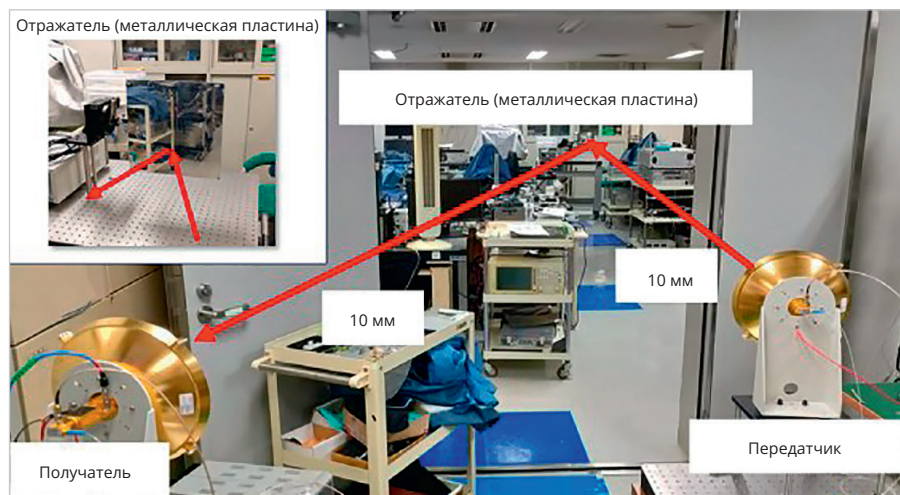 Отражатель (металлическая пластина)
Отражатель (металлическая пластина)
10 мм
10 мм
Передатчик
Получатель